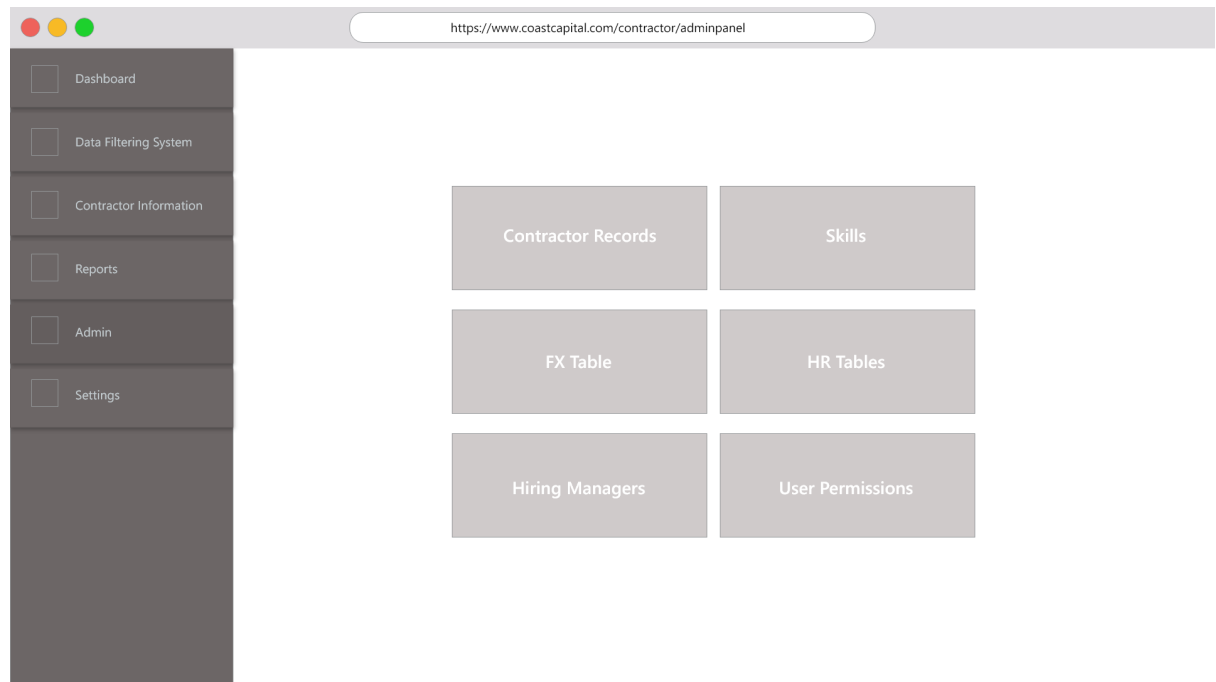 https://www.coastcapital.com/contractor/adminpanel
Dashboard
Data Filtering System
Contractor Information
Reports
Admin
Settings
Contractor Records
Skills
FX Table
HR Tables
Hiring Managers
User Permissions